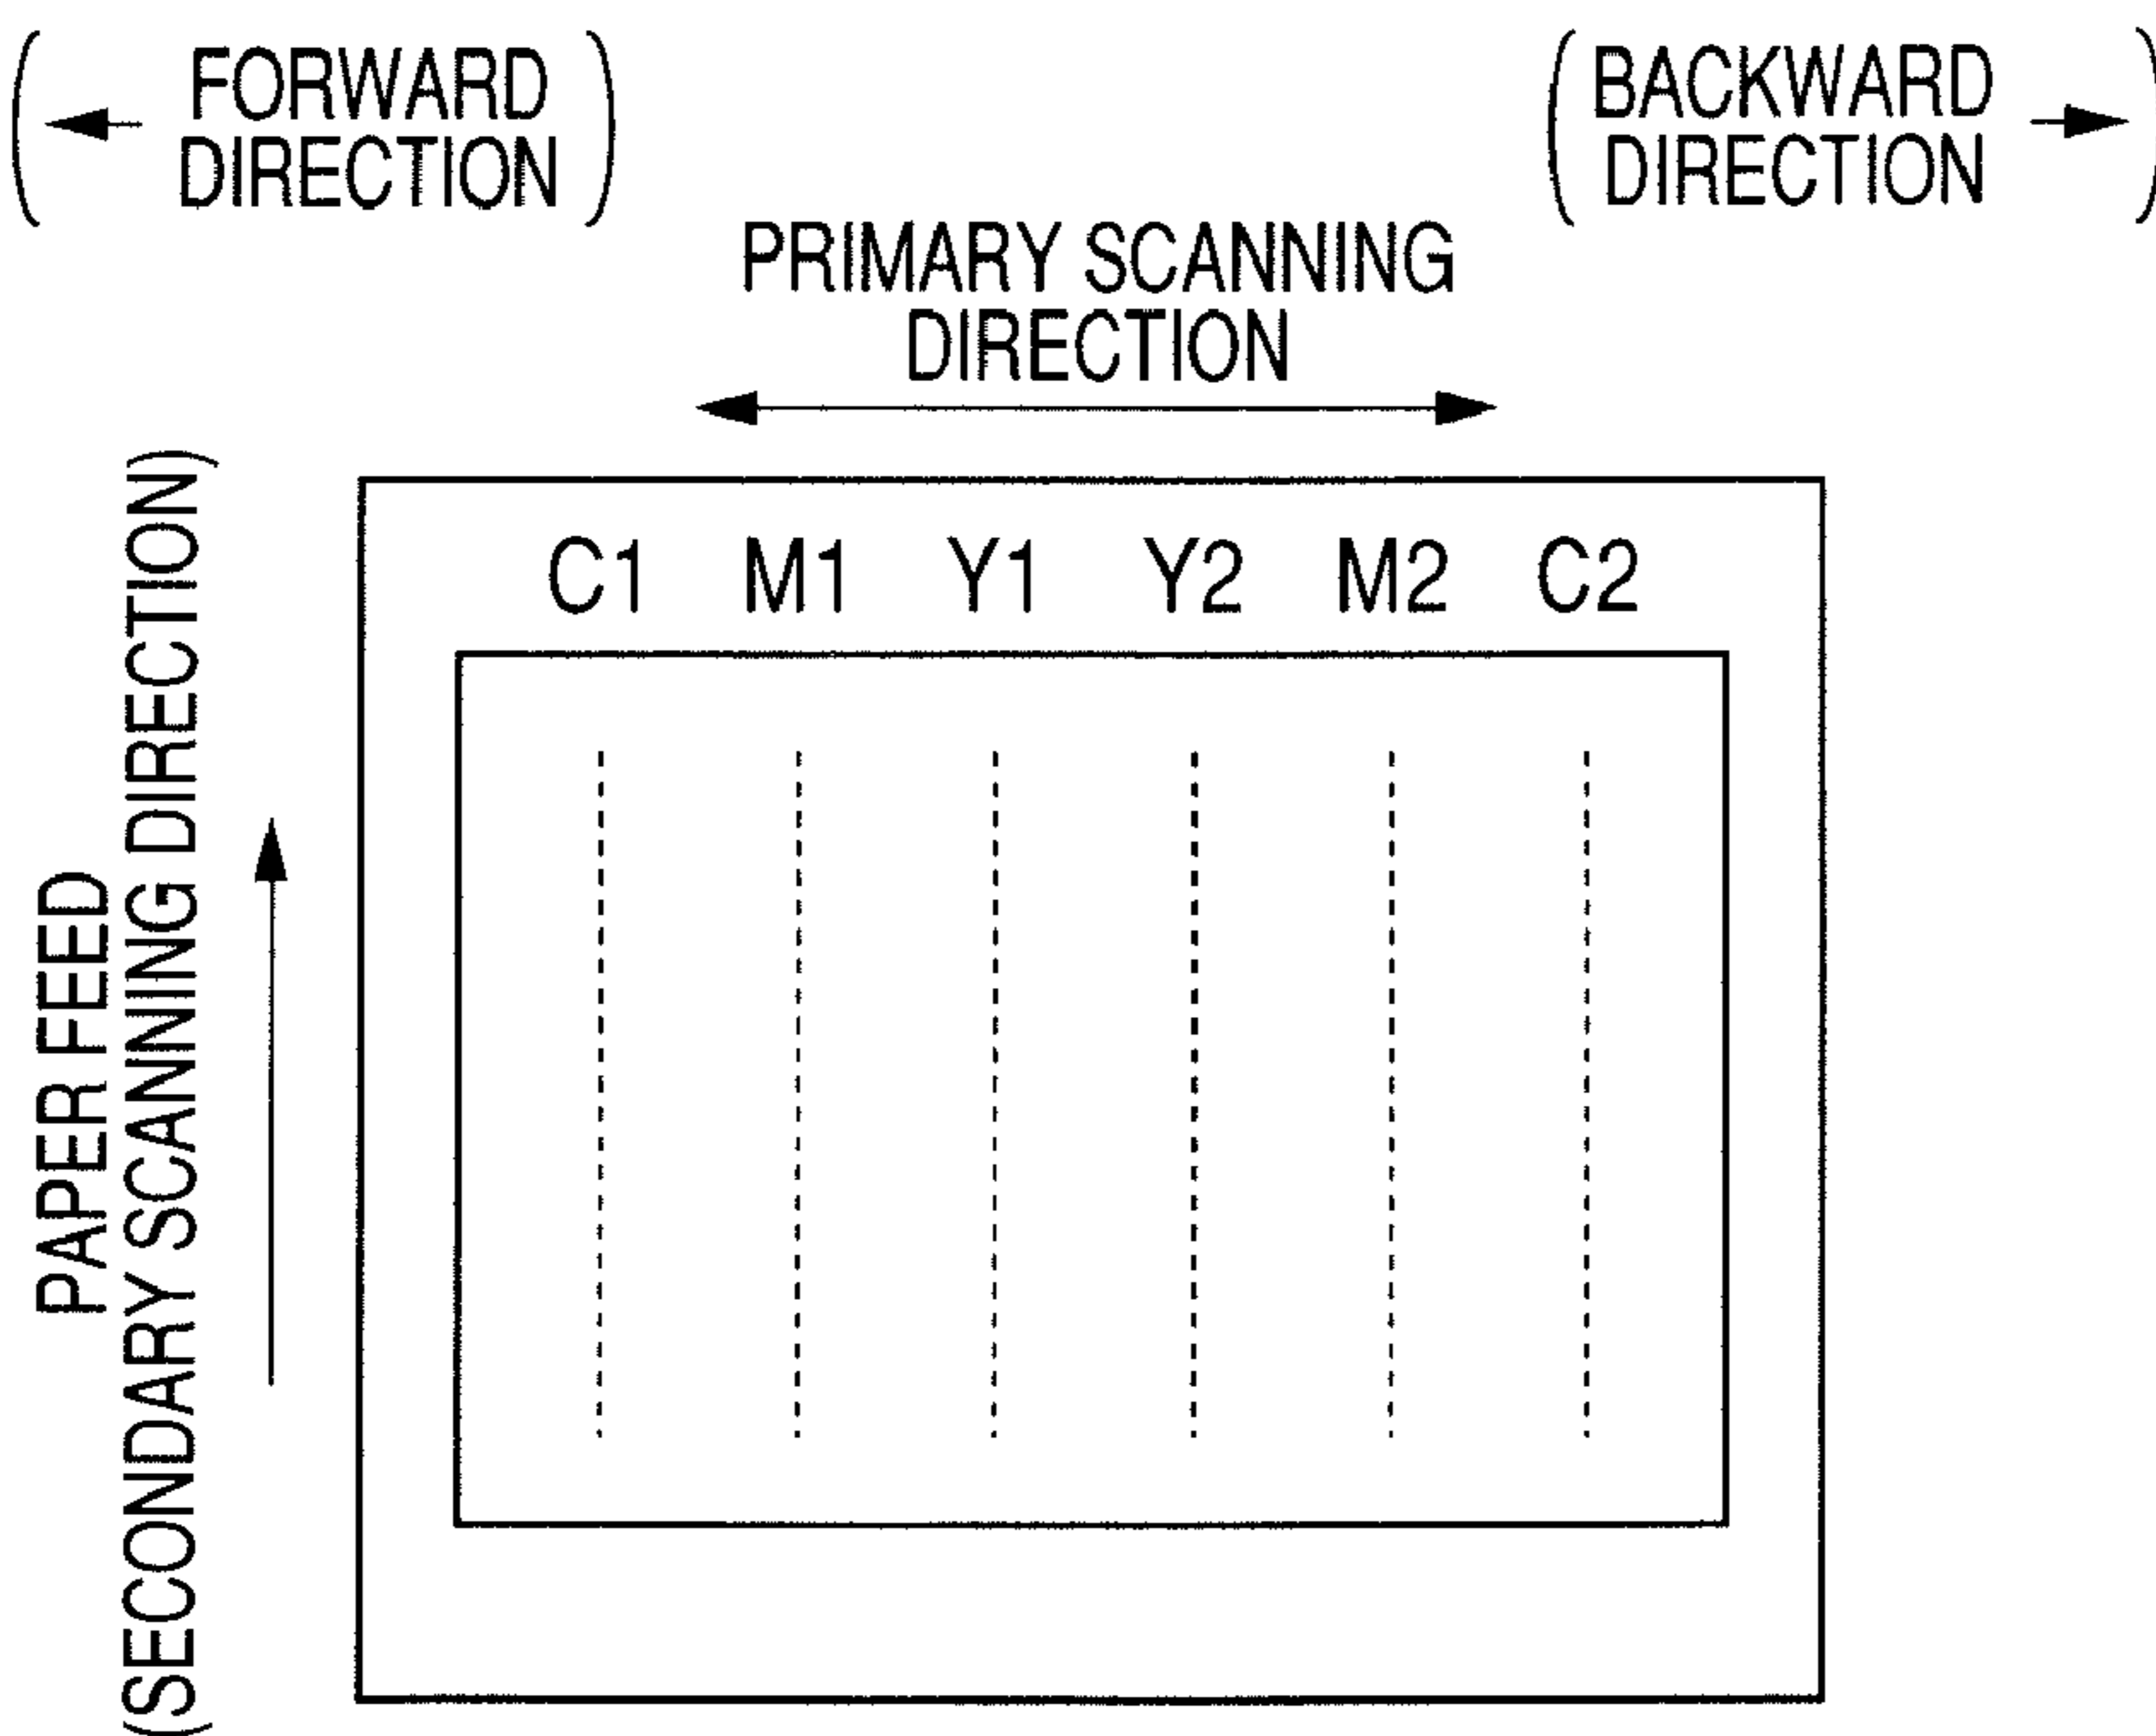 FORWARD
DIRECTION
BACKWARD
DIRECTION
PRIMARY SCANNING
DIRECTION
C1 M1 Y1 Y2 M2 C2
PAPER FEED
(SECONDARY SCANNING DIRECTION)